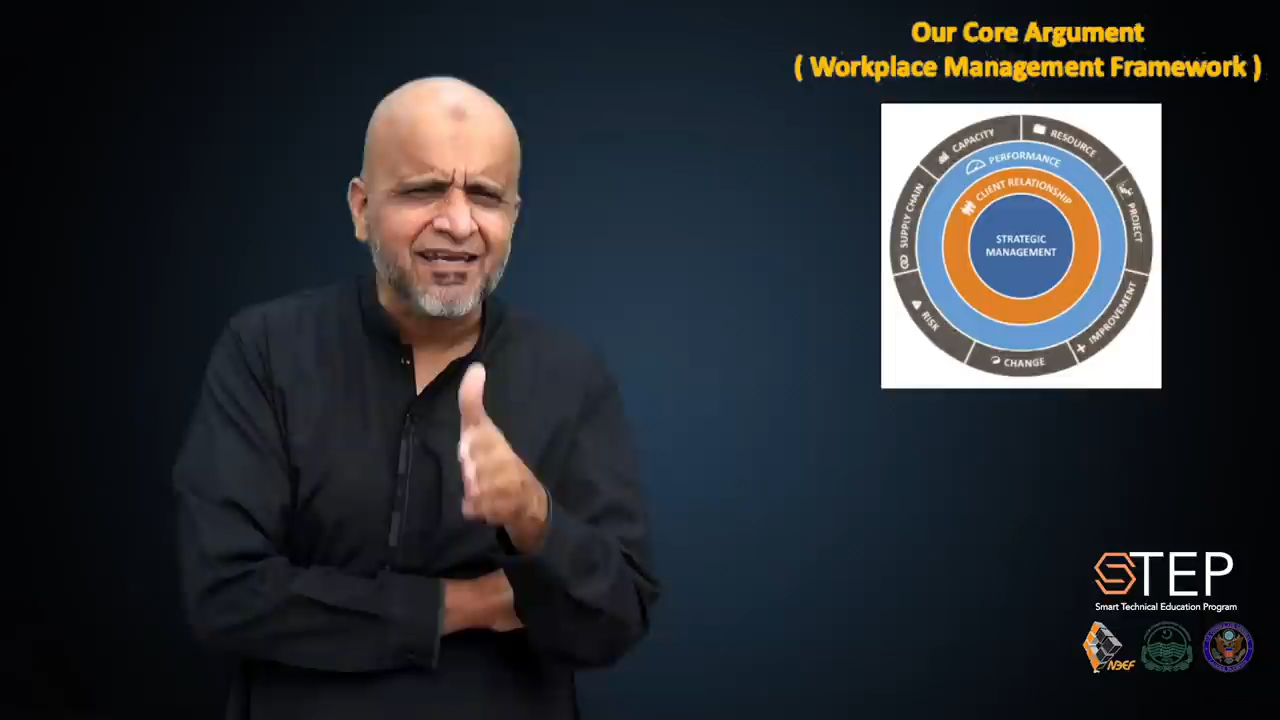 Our Core Argument
( Workplace Management Framework )
CAPACITY
RESOURCE
PERFORMANCE
CLIENT RELATIONSHIP
SUPPLY CHAIN
PROJECT
STRATEGIC
MANAGEMENT
RISK
IMPROVEMENT
CHANGE
STEP
Smart Technical Education Program
NDEF